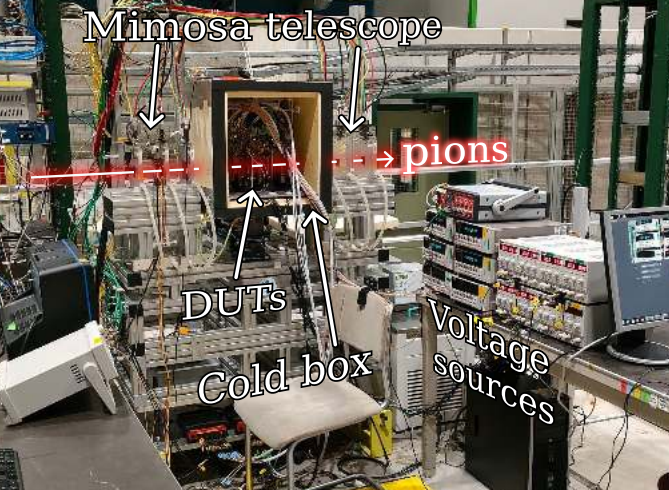 Mimosa telescope
pions
DUTs
Cold box
Voltage
sources